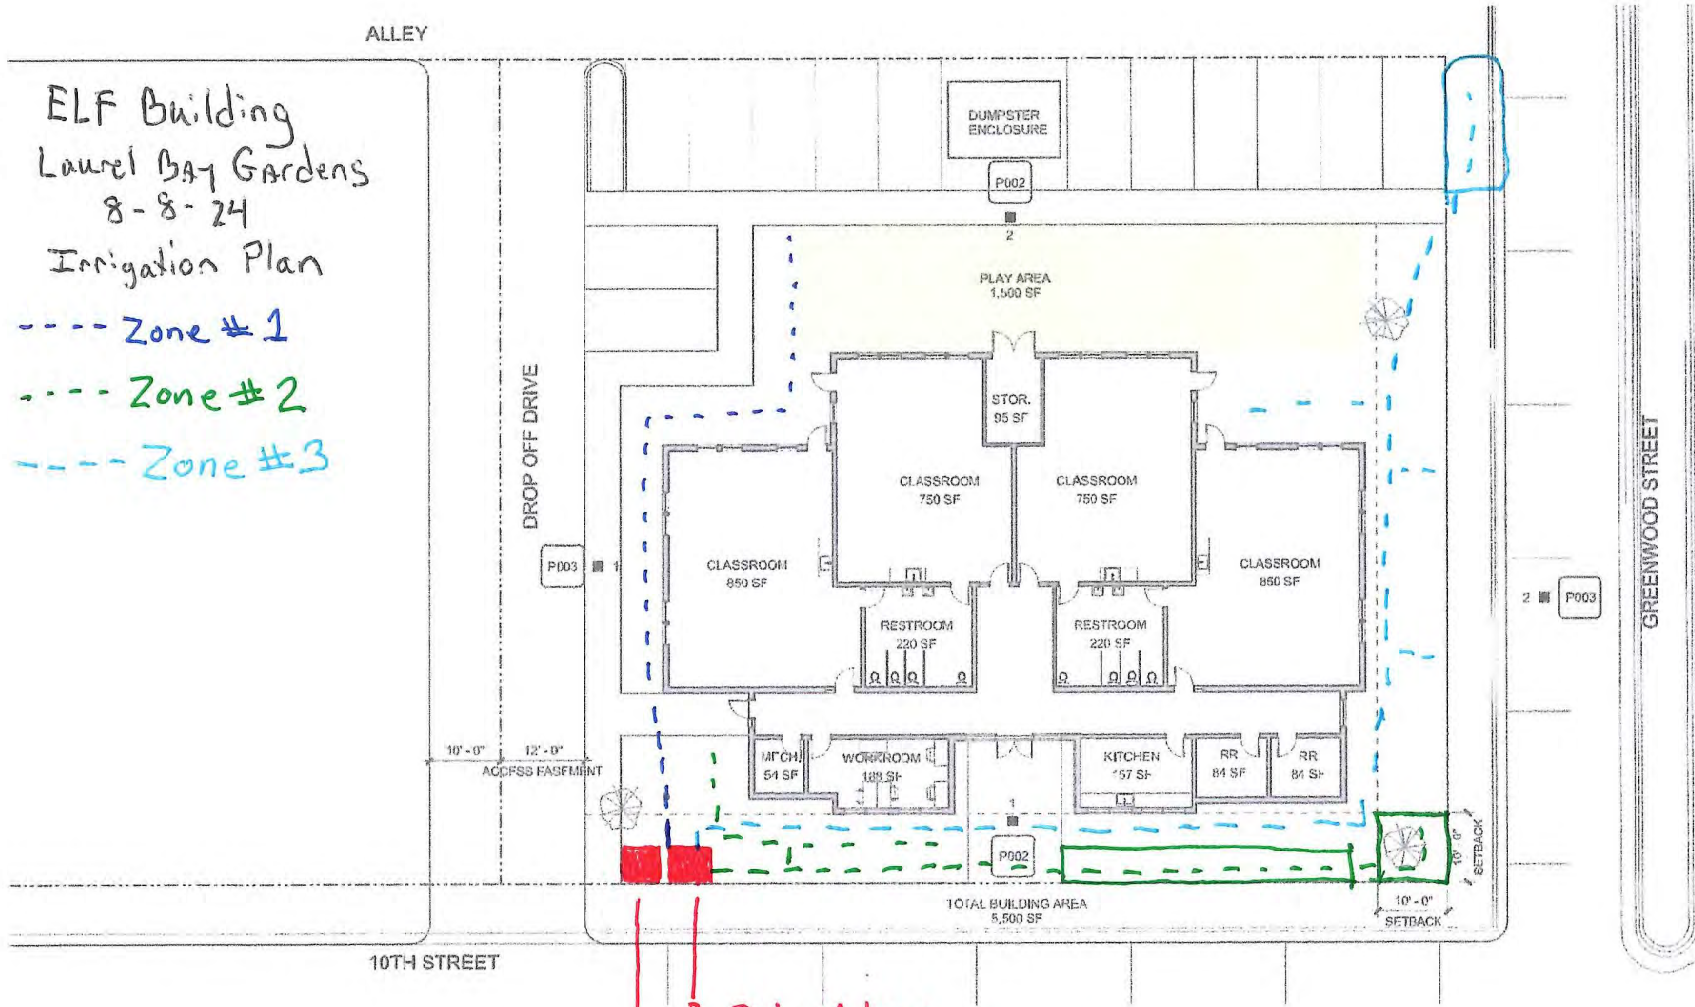 ALLEY
ELF Building
Laurel Bay Gardens
8-8-24
Irrigation Plan
---- Zone #1
---- Zone #2
---- Zone #3
DUMPSTER
ENCLOSURE
P002
2
PLAY AREA
1,500 SF
STOR.
95 SF
DROP OFF DRIVE
CLASSROOM
750 SF
CLASSROOM
750 SF
P003
1
CLASSROOM
850 SF
CLASSROOM
850 SF
2
P003
GREENWOOD STREET
RESTROOM
220 SF
RESTROOM
220 SF
10'-0"
12'-0"
ACCESS EASEMENT
MECH.
54 SF
WORKROOM
188 SF
KITCHEN
157 SF
RR
84 SF
RR
84 SF
1
P002
10'-0"
SETBACK
TOTAL BUILDING AREA
5,500 SF
10'-0"
SETBACK
10TH STREET